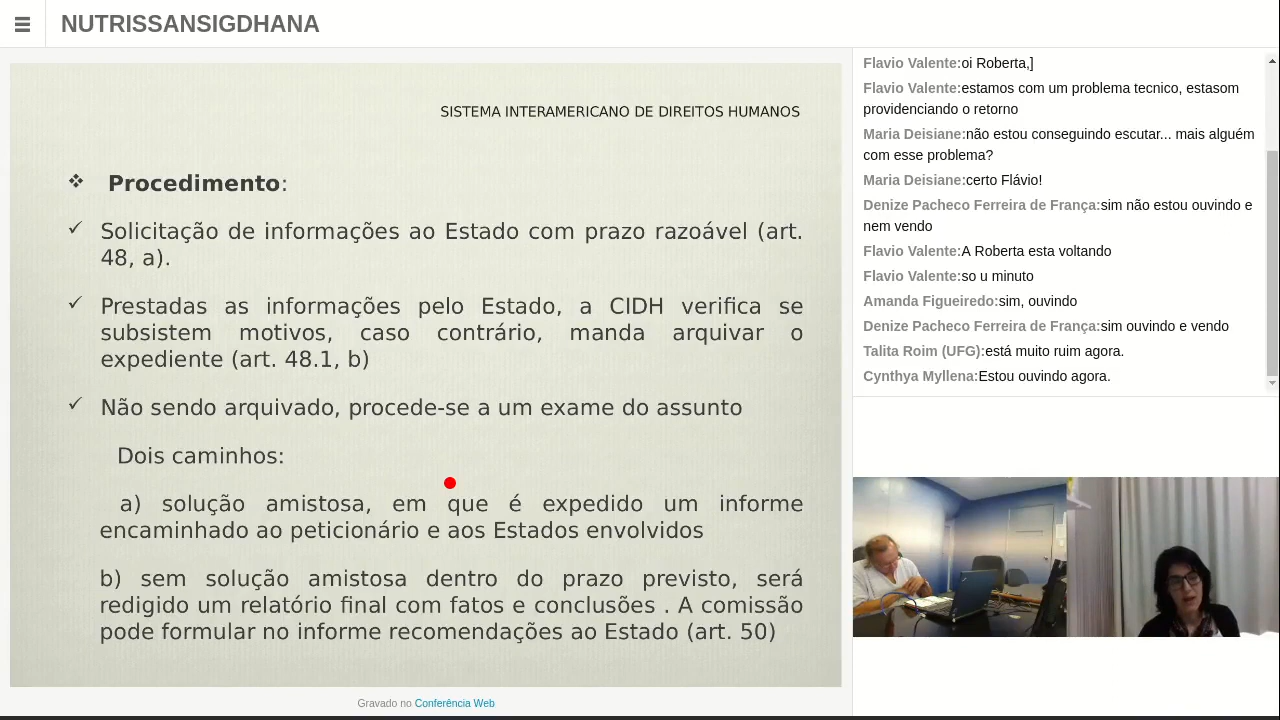 NUTRISSANSIGDHANA
SISTEMA INTERAMERICANO DE DIREITOS HUMANOS
Procedimento:
Solicitação de informações ao Estado com prazo razoável (art.
48, a).
Prestadas as informações pelo Estado, a CIDH verifica se
subsistem motivos, caso contrário, manda arquivar o
expediente (art. 48.1, b)
Não sendo arquivado, procede-se a um exame do assunto
Dois caminhos:
a) solução amistosa, em que é expedido um informe
encaminhado ao peticionário e aos Estados envolvidos
b) sem solução amistosa dentro do prazo previsto, será
redigido um relatório final com fatos e conclusões . A comissão
pode formular no informe recomendações ao Estado (art. 50)
Gravado no Conferência Web
Flavio Valente:oi Roberta,]
Flavio Valente:estamos com um problema tecnico, estasom
providenciando o retorno
Maria Deisiane:não estou conseguindo escutar... mais alguém
com esse problema?
Maria Deisiane:certo Flávio!
Denize Pacheco Ferreira de França:sim não estou ouvindo e
nem vendo
Flavio Valente:A Roberta esta voltando
Flavio Valente:so u minuto
Amanda Figueiredo:sim, ouvindo
Denize Pacheco Ferreira de França:sim ouvindo e vendo
Talita Roim (UFG):está muito ruim agora.
Cynthya Myllena:Estou ouvindo agora.